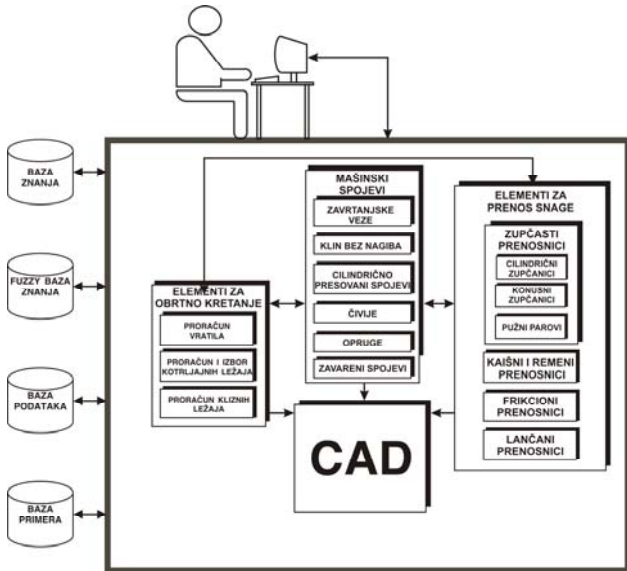 BAZA
ZNANJA
FUZZY BAZA
ZNANJA
BAZA
PODATAKA
BAZA
PRIMERA
ELEMENTI ZA
OBRTNO KRETANJE
PRORAČUN
VRATILA
PRORAČUN I IZBOR
KOTRLJAJNIH LEŽAJA
PRORAČUN KLIZNIH
LEŽAJA
MAŠINSKI
SPOJEVI
ZAVRTANJSKE
VEZE
KLIN BEZ NAGIBA
CILINDRIČNO
PRESOVANI SPOJEVI
ČIVIJE
OPRUGE
ZAVARENI SPOJEVI
CAD
ELEMENTI ZA
PRENOS SNAGE
ZUPČASTI
PRENOSNICI
CILINDRIČNI
ZUPČANICI
KONUSNI
ZUPČANICI
PUŽNI PAROVI
KAIŠNI I REMENI
PRENOSNICI
FRIKCIONI
PRENOSNICI
LANČANI
PRENOSNICI